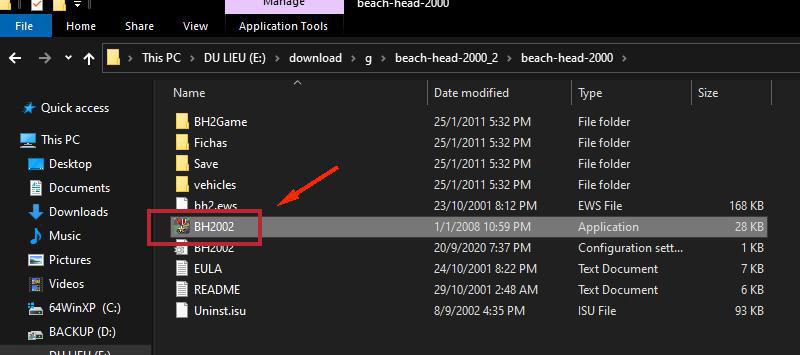 Manage
beach-head-2000
File
Home
Share
View
Application Tools
This PC
DU LIEU (E:)
download
g
beach-head-2000_2
beach-head-2000
Quick access
This PC
Desktop
Documents
Downloads
Music
Pictures
Videos
64WinXP (C:)
BACKUP (D:)
DU LIEU (E:)
Name Date modified Type Size
BH2Game 25/1/2011 5:32 PM File folder
Fichas 25/1/2011 5:32 PM File folder
Save 25/1/2011 5:32 PM File folder
vehicles 25/1/2011 5:32 PM File folder
bh2.ews 23/10/2001 8:12 PM EWS File 168 KB
BH2002 1/1/2008 10:59 PM Application 28 KB
BH2002 20/9/2020 7:37 PM Configuration sett... 1 KB
EULA 24/10/2001 8:22 PM Text Document 7 KB
README 29/10/2001 2:48 AM Text Document 6 KB
Uninst.isu 8/9/2002 4:35 PM ISU File 93 KB